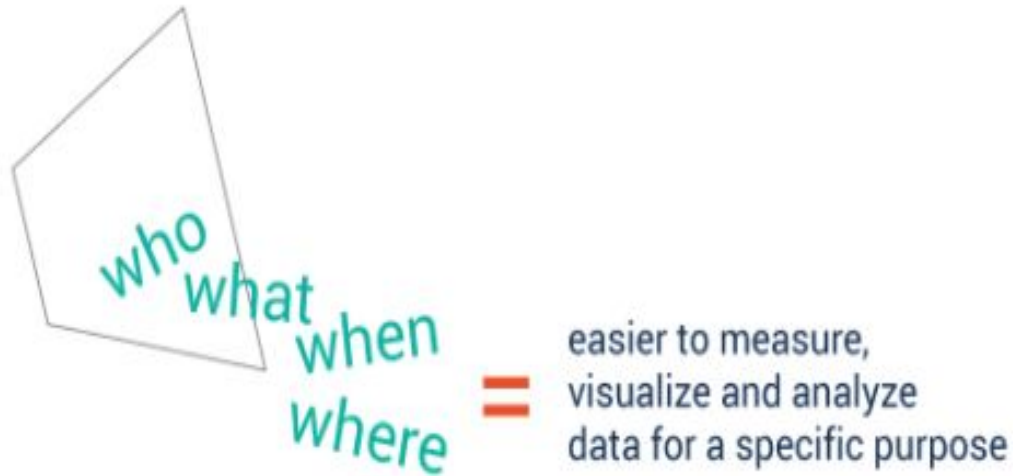 who
what
when
where
=
easier to measure,
visualize and analyze
data for a specific purpose